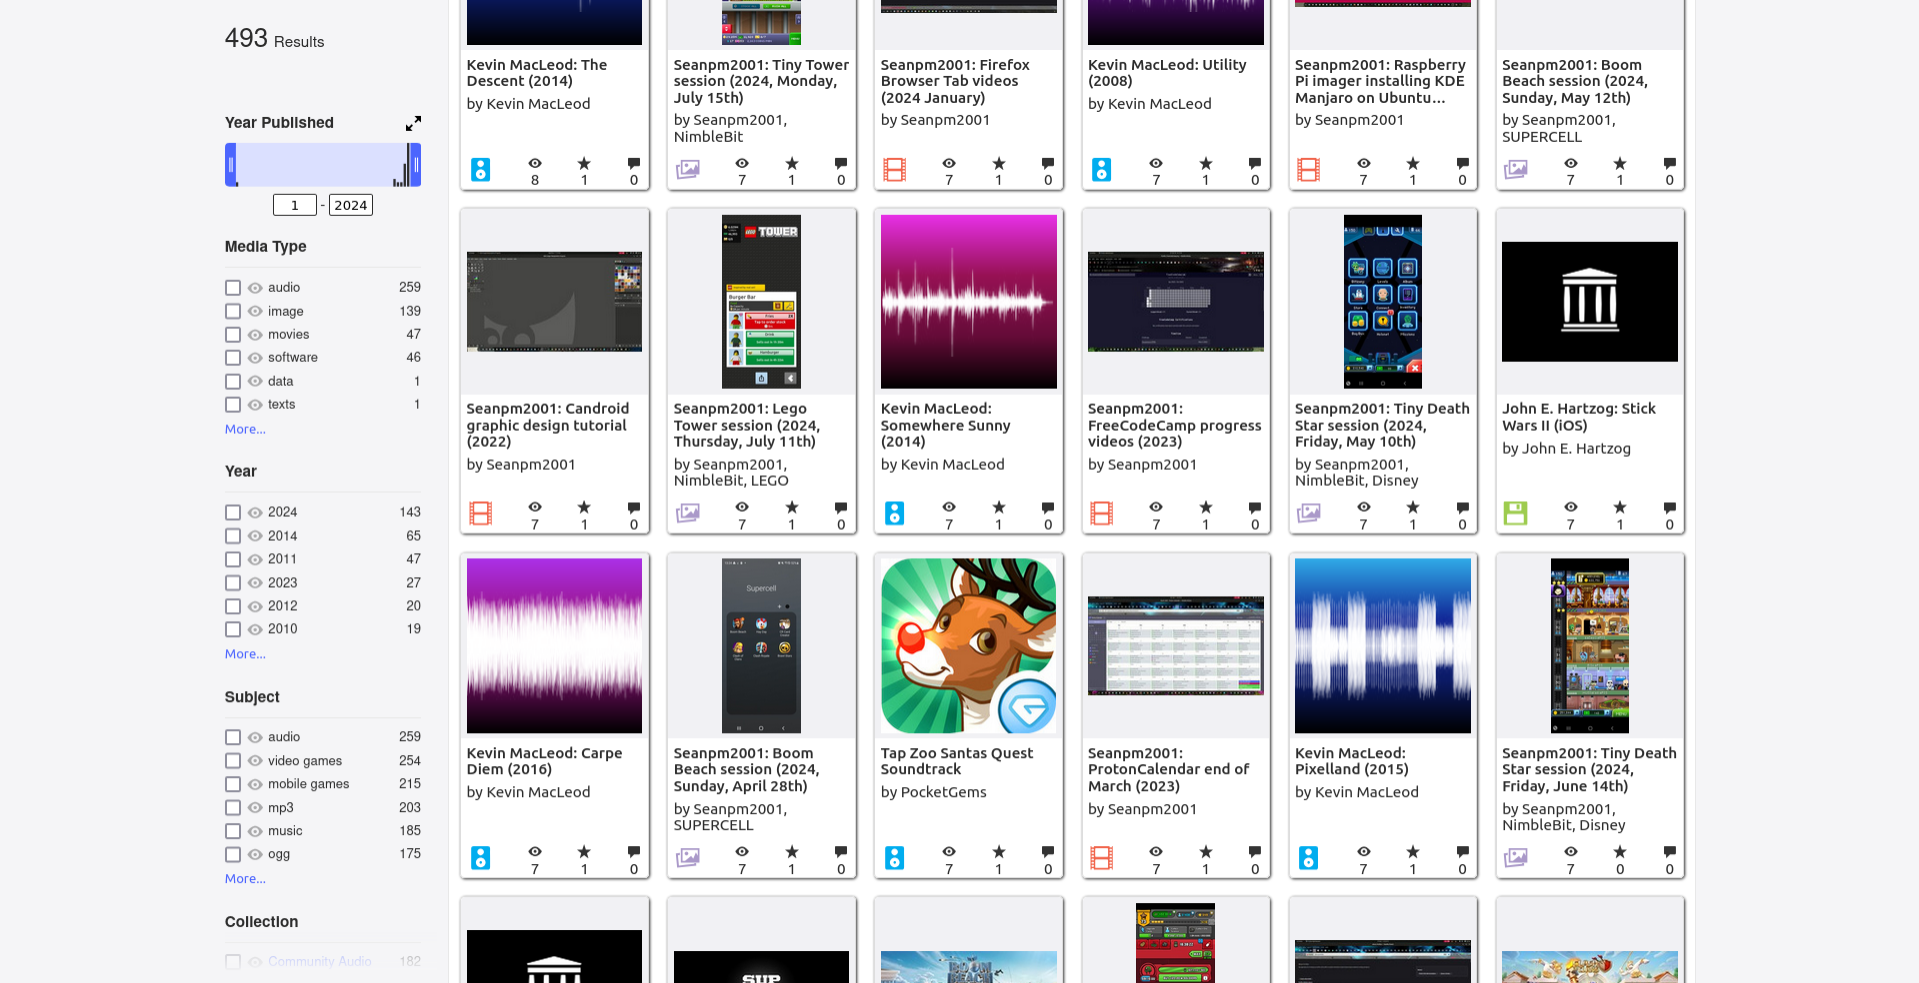 493 Results
Year Published
1 - 2024
Media Type
audio 259
image 139
movies 47
software 46
data 1
texts 1
More...
Year
2024 143
2014 65
2011 47
2023 27
2012 20
2010 19
More...
Subject
audio 259
video games 254
mobile games 215
mp3 203
music 185
ogg 175
More...
Collection
Community Audio 182
Kevin MacLeod: The
Descent (2014)
by Kevin MacLeod
8 1 0
Seanpm2001: Tiny Tower
session (2024, Monday,
July 15th)
by Seanpm2001,
NimbleBit
7 1 0
Seanpm2001: Firefox
Browser Tab videos
(2024 January)
by Seanpm2001
7 1 0
Kevin MacLeod: Utility
(2008)
by Kevin MacLeod
7 1 0
Seanpm2001: Raspberry
Pi imager installing KDE
Manjaro on Ubuntu...
by Seanpm2001
7 1 0
Seanpm2001: Boom
Beach session (2024,
Sunday, May 12th)
by Seanpm2001,
SUPERCELL
7 1 0
Seanpm2001: Candroid
graphic design tutorial
(2022)
by Seanpm2001
7 1 0
TOWER
Burger Bar
Seanpm2001: Lego
Tower session (2024,
Thursday, July 11th)
by Seanpm2001,
NimbleBit, LEGO
7 1 0
Kevin MacLeod:
Somewhere Sunny
(2014)
by Kevin MacLeod
7 1 0
Seanpm2001:
FreeCodeCamp progress
videos (2023)
by Seanpm2001
7 1 0
Seanpm2001: Tiny Death
Star session (2024,
Friday, May 10th)
by Seanpm2001,
NimbleBit, Disney
7 1 0
John E. Hartzog: Stick
Wars II (iOS)
by John E. Hartzog
7 1 0
Kevin MacLeod: Carpe
Diem (2016)
by Kevin MacLeod
7 1 0
Supercell
Seanpm2001: Boom
Beach session (2024,
Sunday, April 28th)
by Seanpm2001,
SUPERCELL
7 1 0
Tap Zoo Santas Quest
Soundtrack
by PocketGems
7 1 0
Seanpm2001:
ProtonCalendar end of
March (2023)
by Seanpm2001
7 1 0
Kevin MacLeod:
Pixelland (2015)
by Kevin MacLeod
7 1 0
Seanpm2001: Tiny Death
Star session (2024,
Friday, June 14th)
by Seanpm2001,
NimbleBit, Disney
7 0 0
SUP
BOOM
BEACH